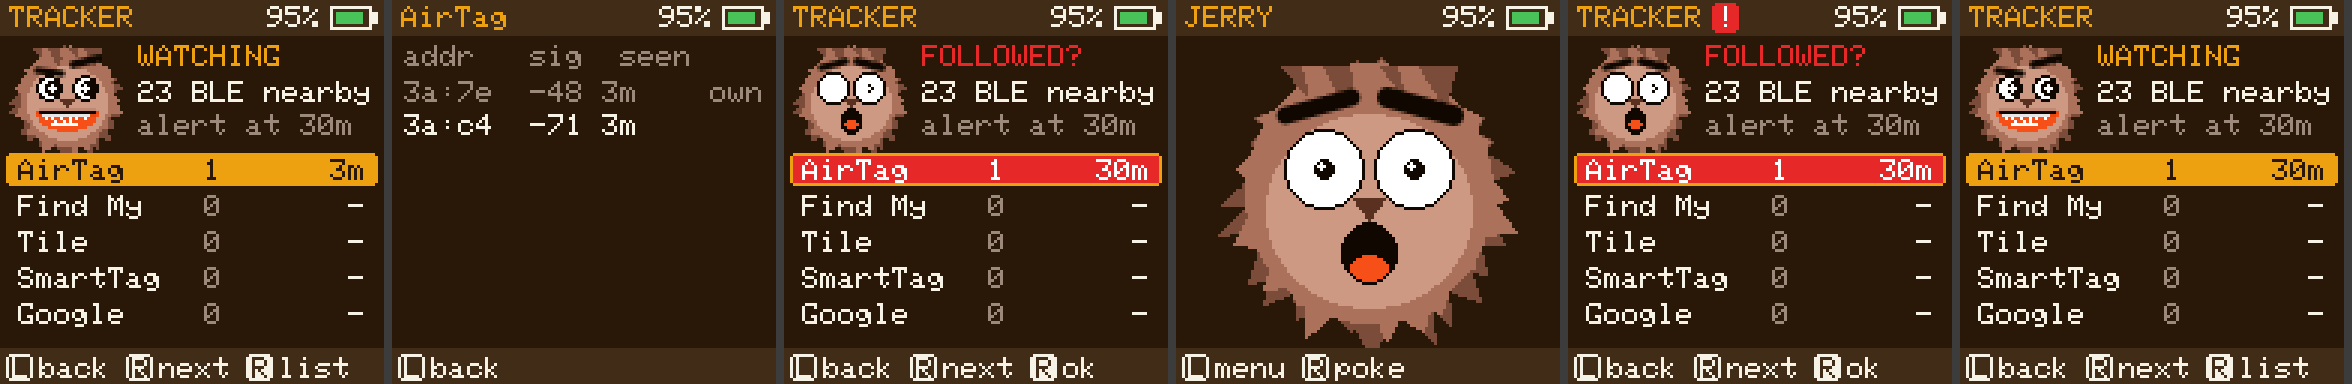 TRACKER 95%
WATCHING
23 BLE nearby
alert at 30m
AirTag 1 3m
Find My 0 –
Tile 0 –
SmartTag 0 –
Google 0 –
L back R next R list
AirTag 95%
addr sig seen
3a:7e -48 3m own
3a:c4 -71 3m
L back
TRACKER 95%
FOLLOWED?
23 BLE nearby
alert at 30m
AirTag 1 30m
Find My 0 –
Tile 0 –
SmartTag 0 –
Google 0 –
L back R next R ok
JERRY 95%
L menu R poke
TRACKER ! 95%
FOLLOWED?
23 BLE nearby
alert at 30m
AirTag 1 30m
Find My 0 –
Tile 0 –
SmartTag 0 –
Google 0 –
L back R next R ok
TRACKER 95%
WATCHING
23 BLE nearby
alert at 30m
AirTag 1 30m
Find My 0 –
Tile 0 –
SmartTag 0 –
Google 0 –
L back R next R list